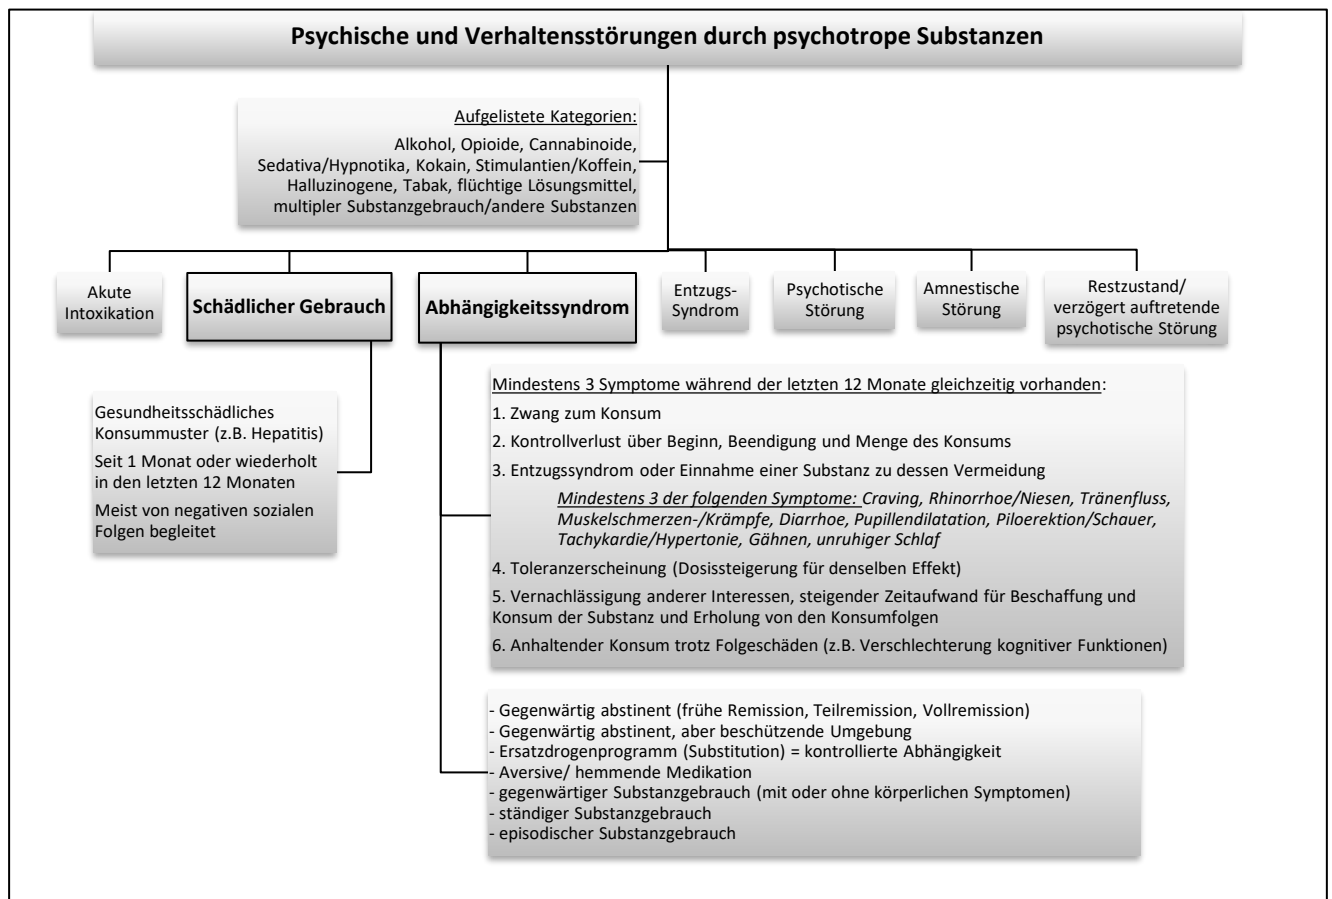 Psychische und Verhaltensstörungen durch psychotrope Substanzen
Aufgelistete Kategorien:
Alkohol, Opioide, Cannabinoide,
Sedativa/Hypnotika, Kokain, Stimulantien/Koffein,
Halluzinogene, Tabak, flüchtige Lösungsmittel,
multipler Substanzgebrauch/andere Substanzen
Akute
Intoxikation
Schädlicher Gebrauch
Abhängigkeitssyndrom
Entzugs-
Syndrom
Psychotische
Störung
Amnestische
Störung
Restzustand/
verzögert auftretende
psychotische Störung
Gesundheitsschädliches
Konsummuster (z.B. Hepatitis)
Seit 1 Monat oder wiederholt
in den letzten 12 Monaten
Meist von negativen sozialen
Folgen begleitet
Mindestens 3 Symptome während der letzten 12 Monate gleichzeitig vorhanden:
1. Zwang zum Konsum
2. Kontrollverlust über Beginn, Beendigung und Menge des Konsums
3. Entzugssyndrom oder Einnahme einer Substanz zu dessen Vermeidung
Mindestens 3 der folgenden Symptome: Craving, Rhinorrhoe/Niesen, Tränenfluss,
Muskelschmerzen-/Krämpfe, Diarrhoe, Pupillendilatation, Piloerektion/Schauer,
Tachykardie/Hypertonie, Gähnen, unruhiger Schlaf
4. Toleranzerscheinung (Dosissteigerung für denselben Effekt)
5. Vernachlässigung anderer Interessen, steigender Zeitaufwand für Beschaffung und
Konsum der Substanz und Erholung von den Konsumfolgen
6. Anhaltender Konsum trotz Folgeschäden (z.B. Verschlechterung kognitiver Funktionen)
- Gegenwärtig abstinent (frühe Remission, Teilremission, Vollremission)
- Gegenwärtig abstinent, aber beschützende Umgebung
- Ersatzdrogenprogramm (Substitution) = kontrollierte Abhängigkeit
- Aversive/ hemmende Medikation
- gegenwärtiger Substanzgebrauch (mit oder ohne körperlichen Symptomen)
- ständiger Substanzgebrauch
- episodischer Substanzgebrauch